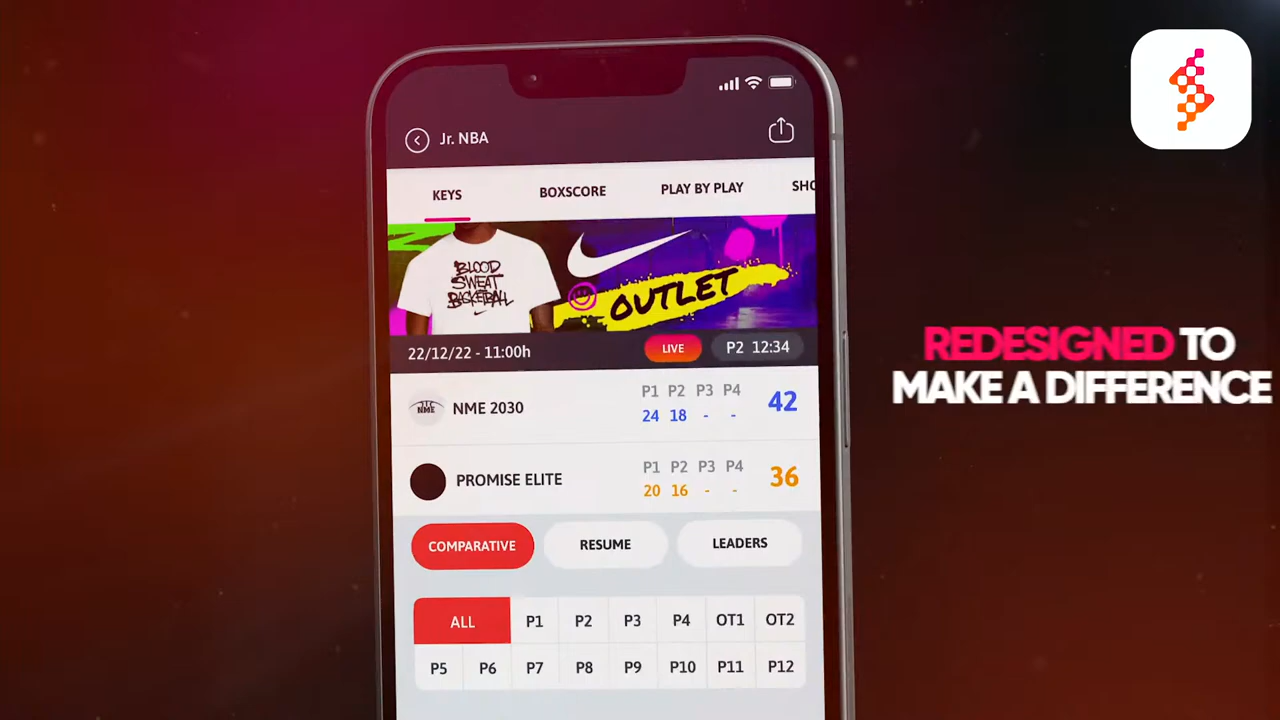 Jr. NBA
KEYS BOXSCORE PLAY BY PLAY SHO
BLOOD
SWEAT
BASKETBALL
OUTLET
22/12/22 - 11:00h LIVE P2 12:34
P1 P2 P3 P4
NME NME 2030 24 18 - - 42
P1 P2 P3 P4
PROMISE ELITE 20 16 - - 36
COMPARATIVE RESUME LEADERS
ALL P1 P2 P3 P4 OT1 OT2
P5 P6 P7 P8 P9 P10 P11 P12
REDESIGNED TO
MAKE A DIFFERENCE